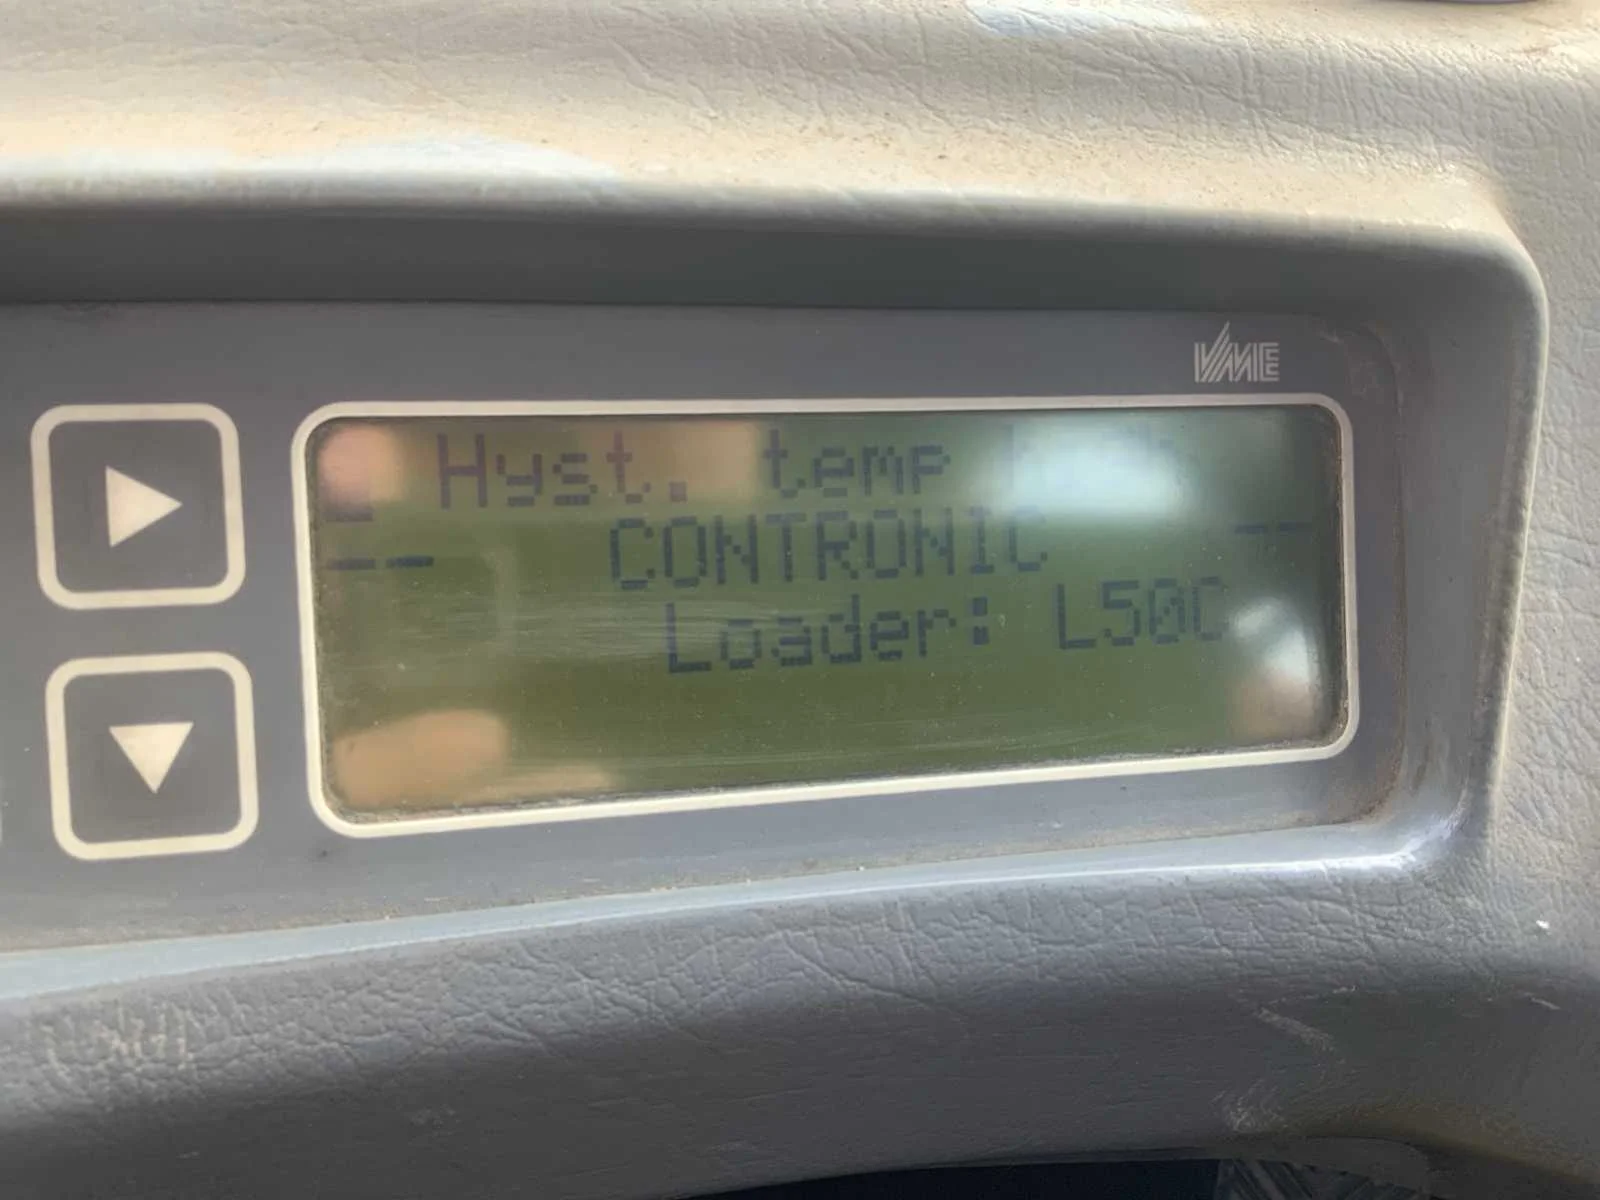 VME
Hyst. temp
-- CONTRONIC --
Loader: L50C